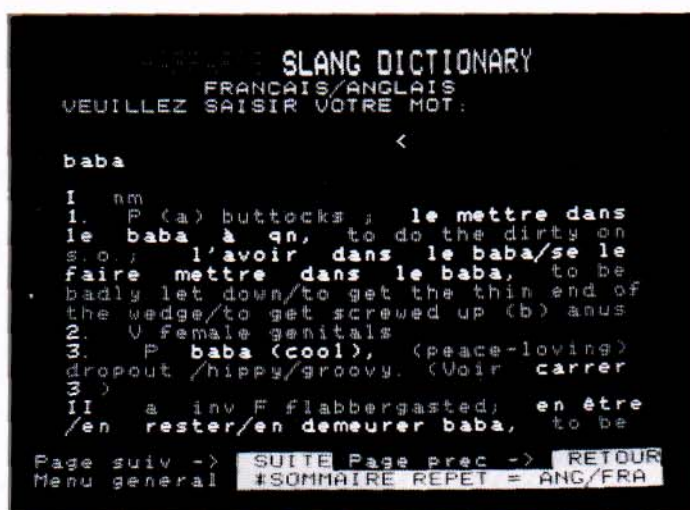 SLANG DICTIONARY
FRANCAIS/ANGLAIS
VEUILLEZ SAISIR VOTRE MOT:
<
baba
I nm
1. P (a) buttocks ; le mettre dans
le baba à qn, to do the dirty on
s.o.; l'avoir dans le baba/se le
faire mettre dans le baba, to be
badly let down/to get the thin end of
the wedge/to get screwed up (b) anus
2. V female genitals
3. P baba (cool), (peace-loving)
dropout /hippy/groovy. (Voir carrer
3 )
II a inv F flabbergasted; en être
/en rester/en demeurer baba, to be
Page suiv -> SUITE Page prec -> RETOUR
Menu general *SOMMAIRE REPET = ANG/FRA